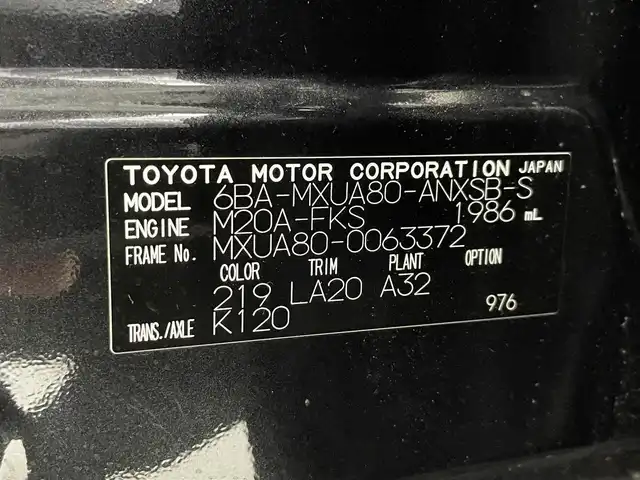 TOYOTA MOTOR CORPORATION JAPAN
MODEL 6BA-MXUA80-ANXSB-S
ENGINE M20A-FKS 1986 mL
FRAME No. MXUA80-0063372
COLOR TRIM PLANT OPTION
219 LA20 A32
976
TRANS./AXLE K120